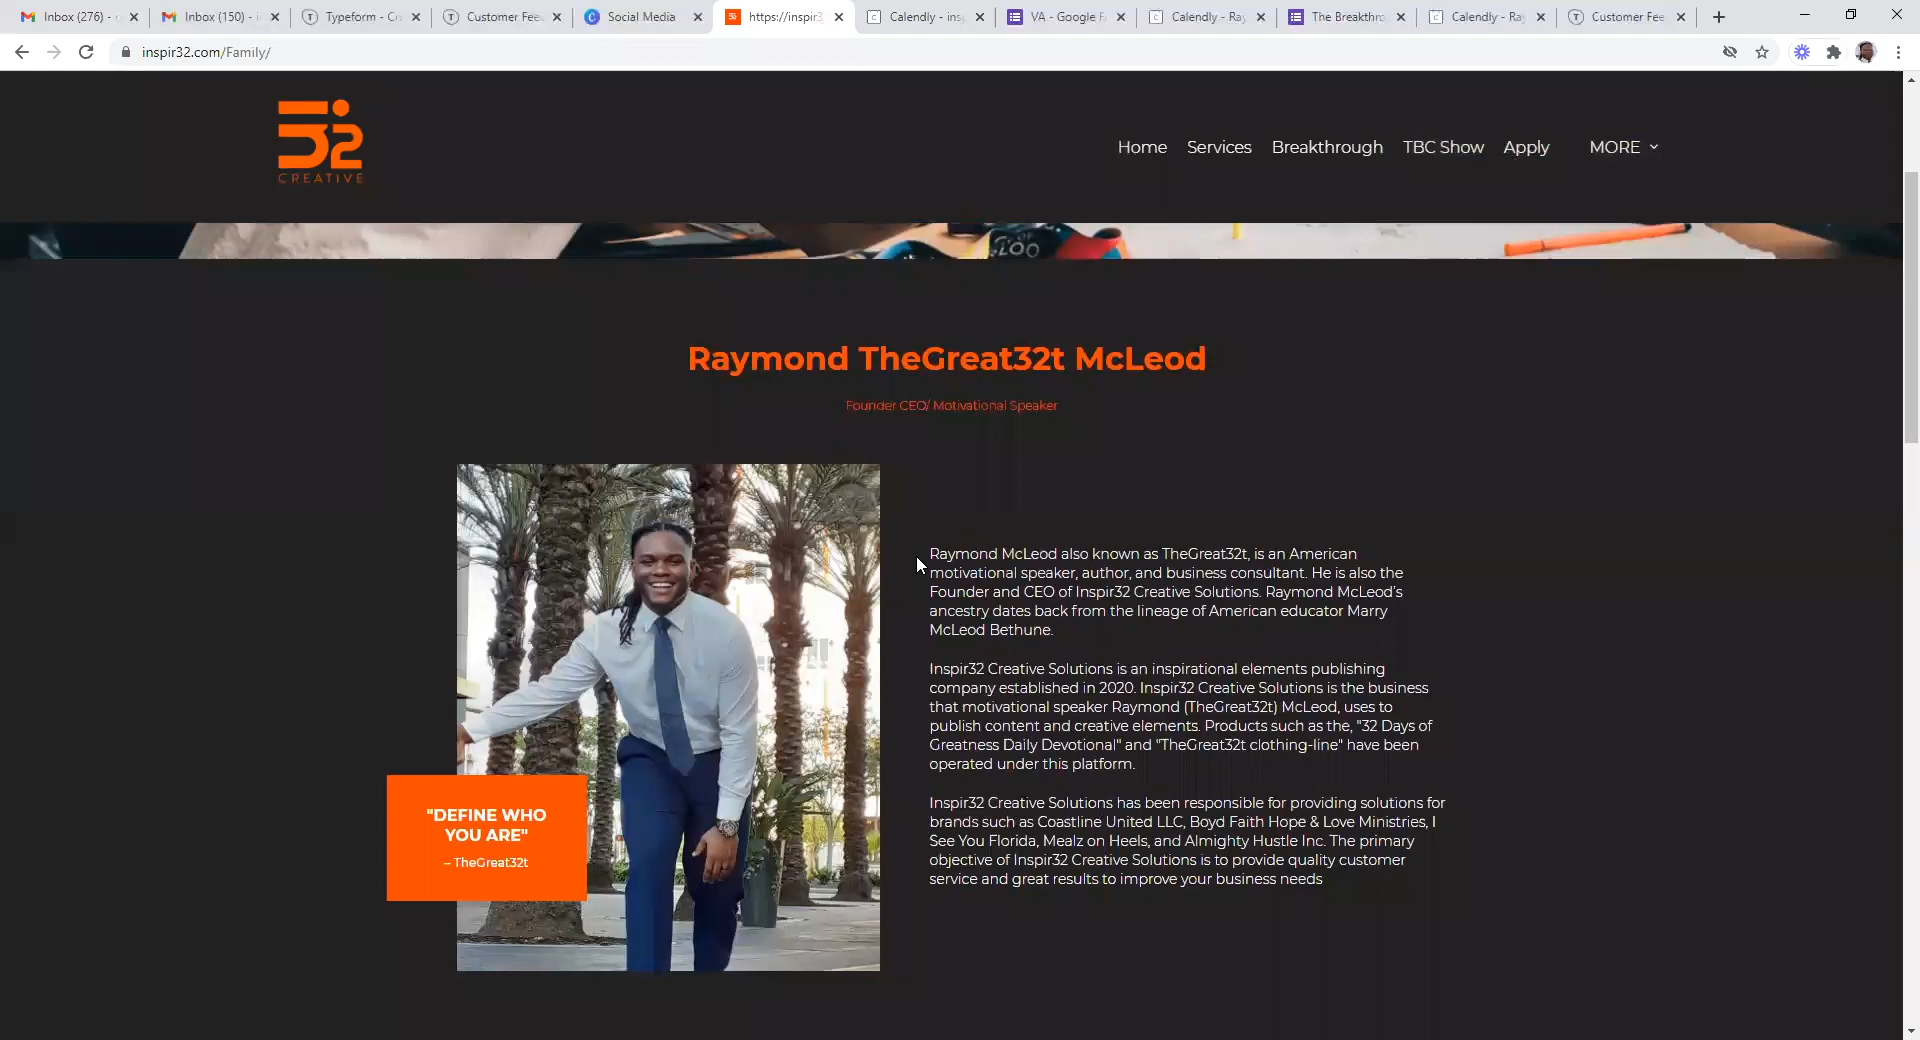 Inbox (276) -
Inbox (150) -
Typeform - Cr
Customer Fee
Social Media
https://inspir3
Calendly - insp
VA - Google F
Calendly - Ray
The Breakthro
Calendly - Ray
Customer Fee
inspir32.com/Family/
32
CREATIVE
Home
Services
Breakthrough
TBC Show
Apply
MORE
200
Raymond TheGreat32t McLeod
Founder CEO/ Motivational Speaker
Raymond McLeod also known as TheGreat32t, is an American
motivational speaker, author, and business consultant. He is also the
Founder and CEO of Inspir32 Creative Solutions. Raymond McLeod's
ancestry dates back from the lineage of American educator Marry
McLeod Bethune.
Inspir32 Creative Solutions is an inspirational elements publishing
company established in 2020. Inspir32 Creative Solutions is the business
that motivational speaker Raymond (TheGreat32t) McLeod, uses to
publish content and creative elements. Products such as the, "32 Days of
Greatness Daily Devotional" and "TheGreat32t clothing-line" have been
operated under this platform.
Inspir32 Creative Solutions has been responsible for providing solutions for
brands such as Coastline United LLC, Boyd Faith Hope & Love Ministries, I
See You Florida, Mealz on Heels, and Almighty Hustle Inc. The primary
objective of Inspir32 Creative Solutions is to provide quality customer
service and great results to improve your business needs
"DEFINE WHO
YOU ARE"
– TheGreat32t